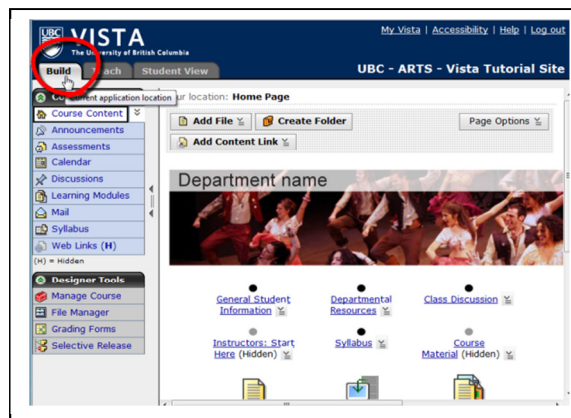 UBC VISTA
The University of British Columbia
My Vista | Accessibility | Help | Log out
Build Teach Student View
UBC - ARTS - Vista Tutorial Site
Current application location
our location: Home Page
Course Content
Announcements
Assessments
Calendar
Discussions
Learning Modules
Mail
Syllabus
Web Links (H)
(H) = Hidden
Designer Tools
Manage Course
File Manager
Grading Forms
Selective Release
Add File
Create Folder
Page Options
Add Content Link
Department name
General Student
Information
Departmental
Resources
Class Discussion
Instructors: Start
Here (Hidden)
Syllabus
Course
Material (Hidden)